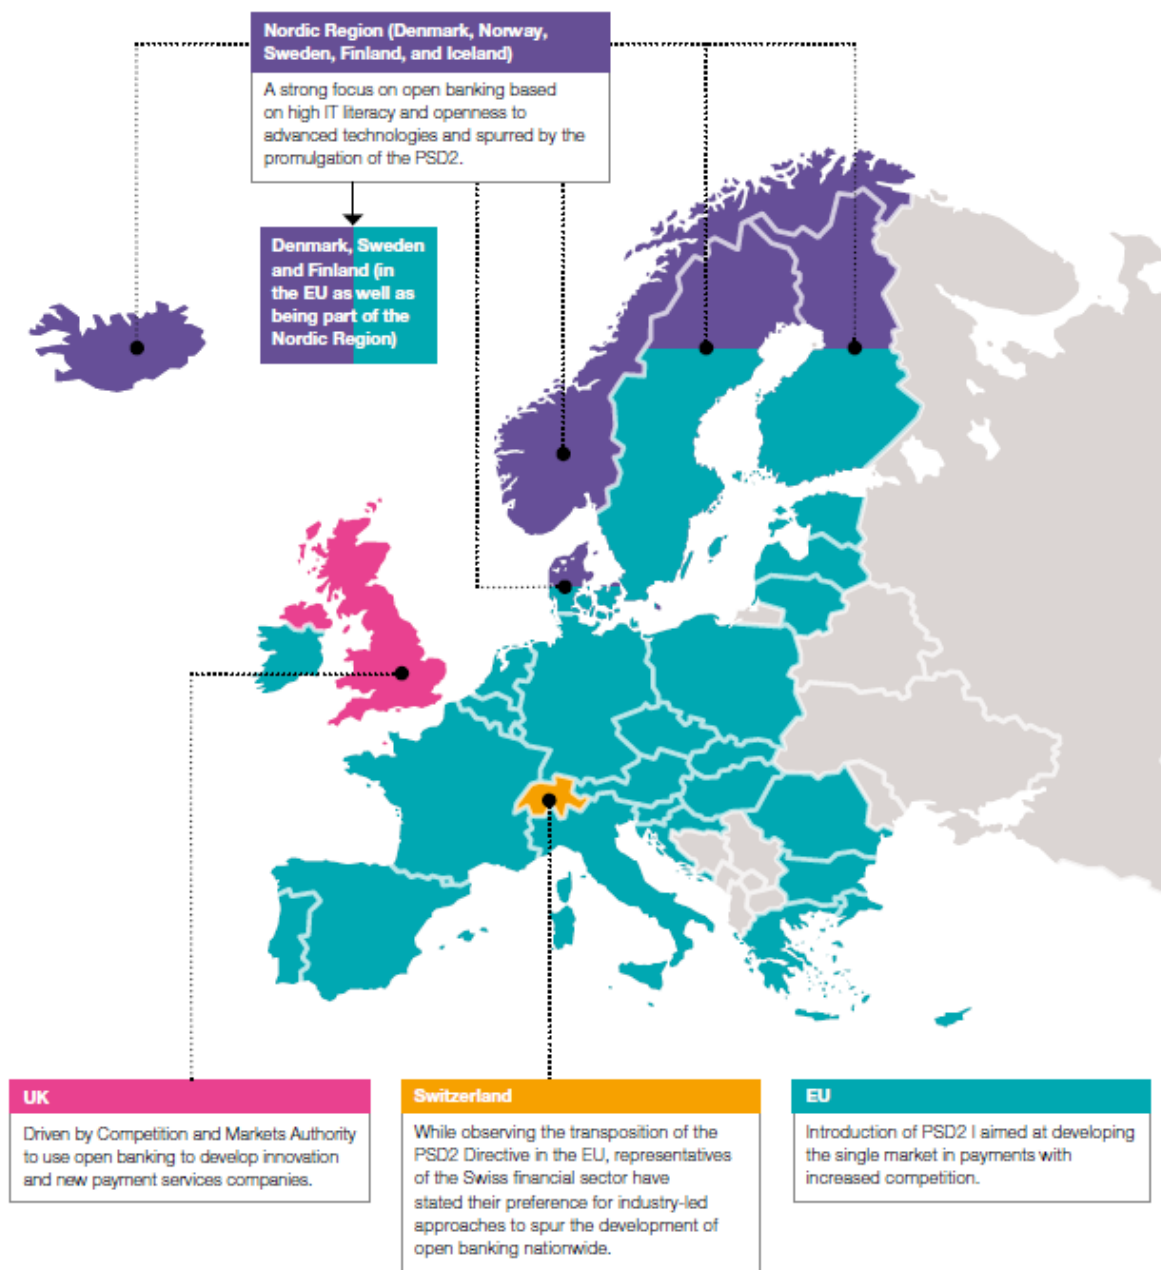 Nordic Region (Denmark, Norway,
Sweden, Finland, and Iceland)
A strong focus on open banking based
on high IT literacy and openness to
advanced technologies and spurred by the
promulgation of the PSD2.
Denmark, Sweden
and Finland (in
the EU as well as
being part of the
Nordic Region)
UK
Driven by Competition and Markets Authority
to use open banking to develop innovation
and new payment services companies.
Switzerland
While observing the transposition of the
PSD2 Directive in the EU, representatives
of the Swiss financial sector have
stated their preference for industry-led
approaches to spur the development of
open banking nationwide.
EU
Introduction of PSD2 I aimed at developing
the single market in payments with
increased competition.